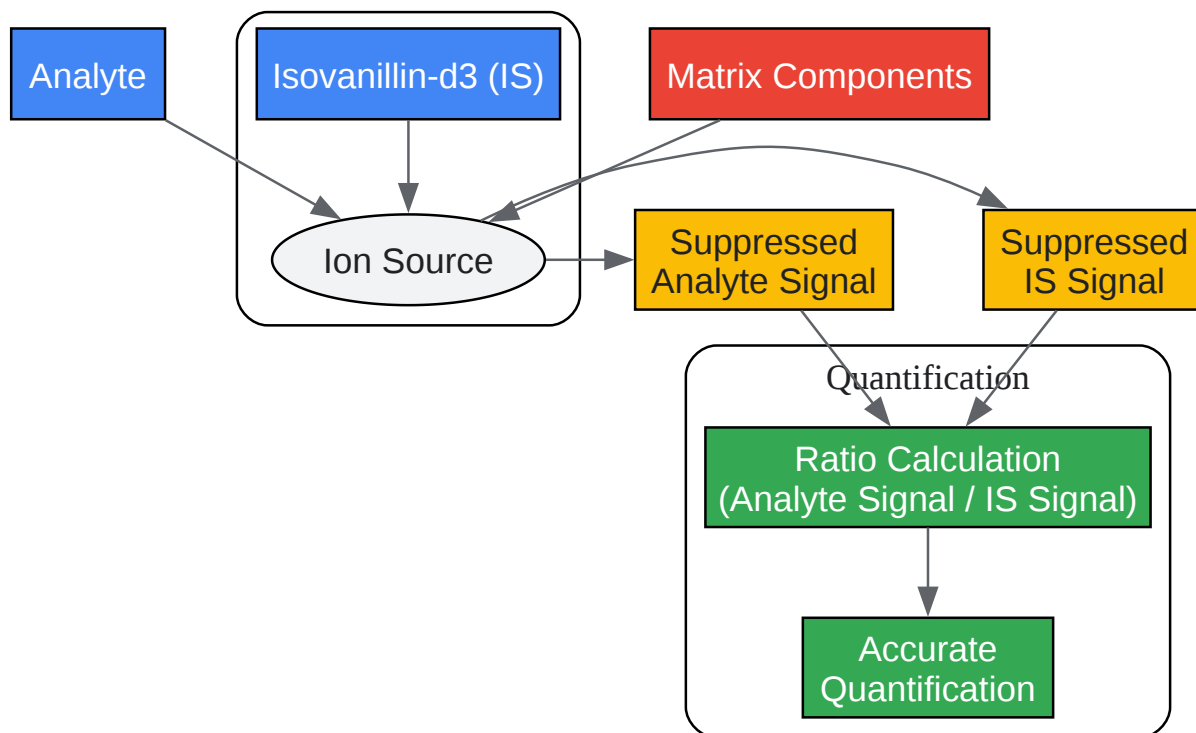 Analyte
Isovanillin-d3 (IS)
Matrix Components
Ion Source
Suppressed
Analyte Signal
Suppressed
IS Signal
Quantification
Ratio Calculation
(Analyte Signal / IS Signal)
Accurate
Quantification